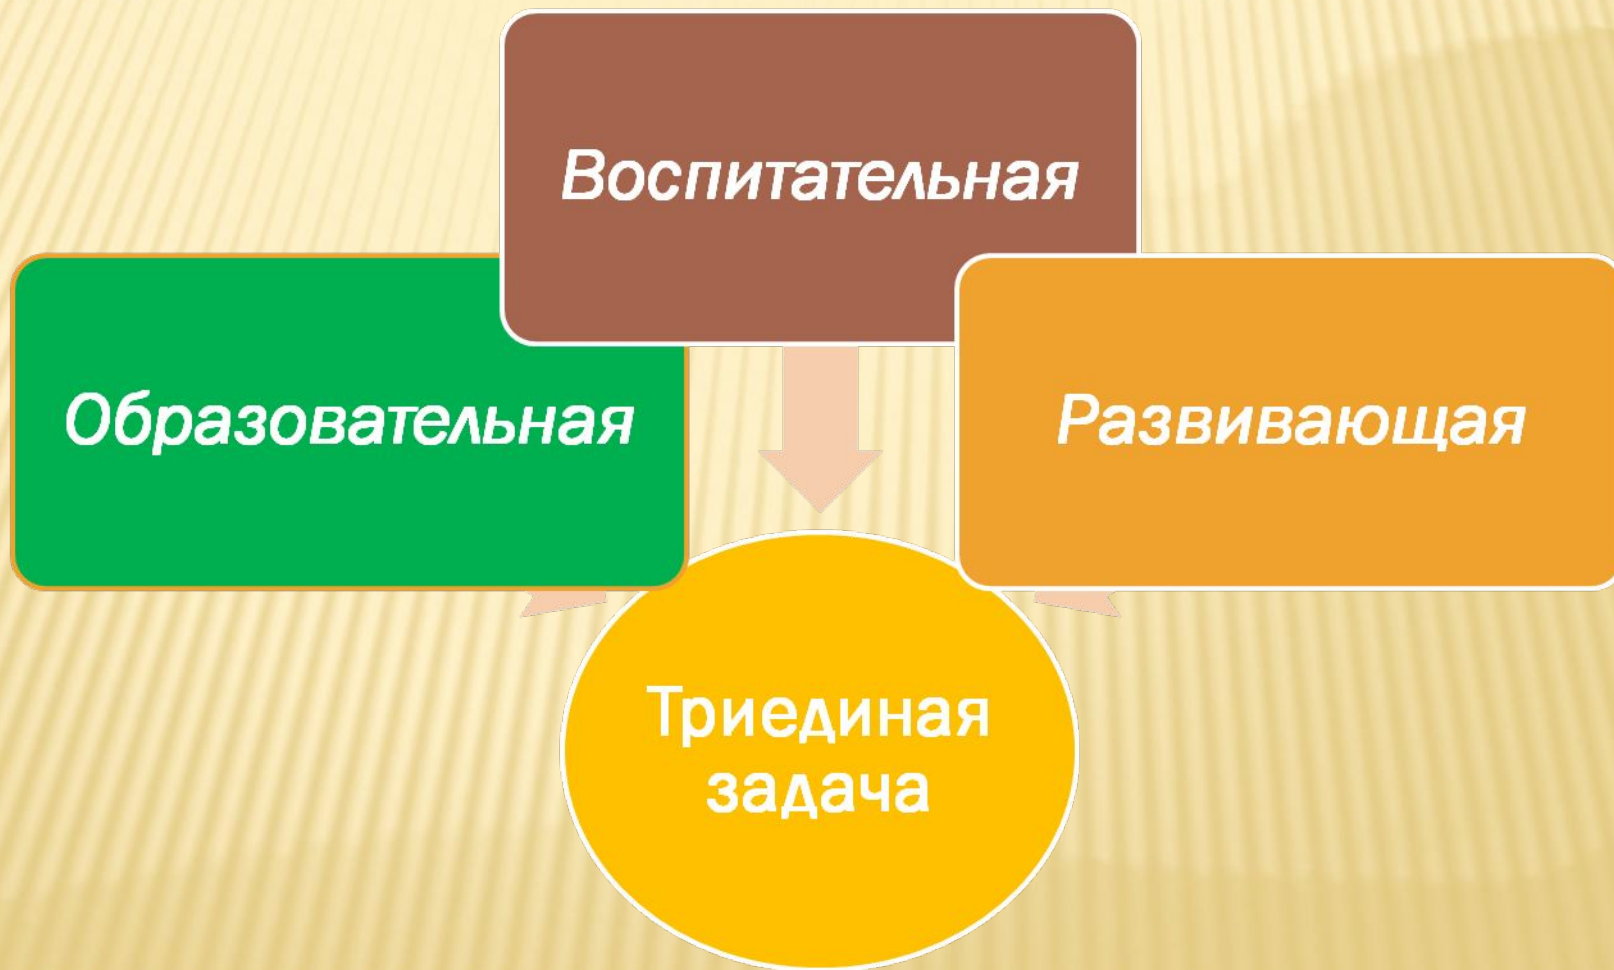 Воспитательная
Образовательная
Развивающая
Триединая
задача